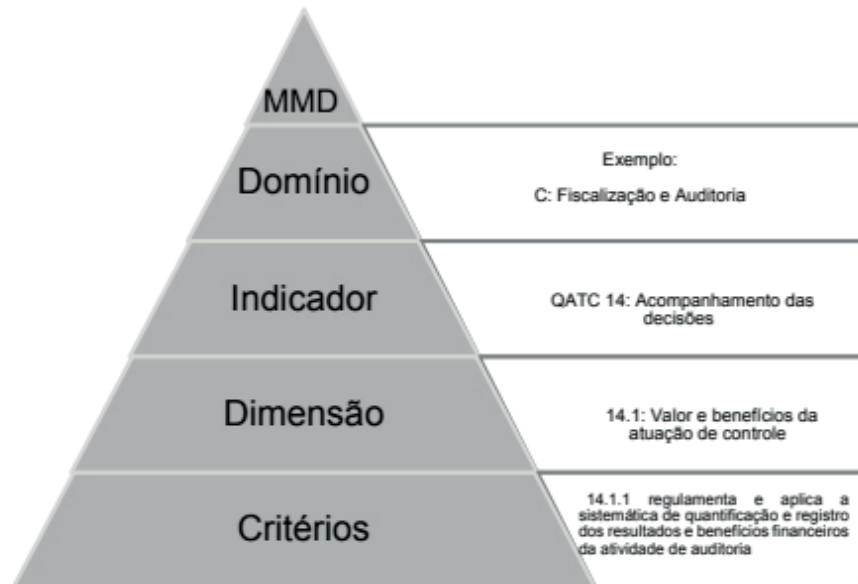 MMD
Domínio
Exemplo:
C: Fiscalização e Auditoria
Indicador
QATC 14: Acompanhamento das
decisões
Dimensão
14.1: Valor e benefícios da
atuação de controle
Critérios
14.1.1 regulamenta e aplica a
sistemática de quantificação e registro
dos resultados e benefícios financeiros
da atividade de auditoria